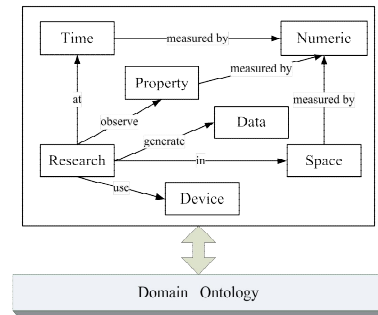 Time
measured by
Numeric
measured by
Property
at
measured by
observe
Data
generate
Research
in
Space
use
Device
Domain Ontology